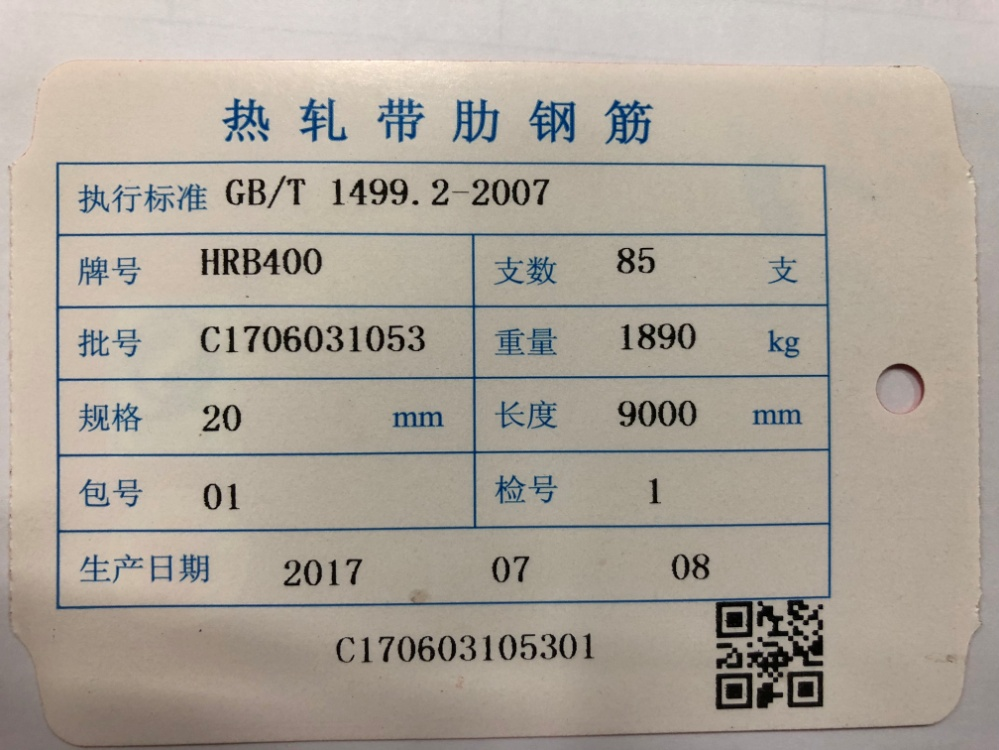 热轧带肋钢筋
执行标准 GB/T 1499.2-2007
牌号 HRB400 支数 85 支
批号 C1706031053 重量 1890 kg
规格 20 mm 长度 9000 mm
包号 01 检号 1
生产日期 2017 07 08
C170603105301